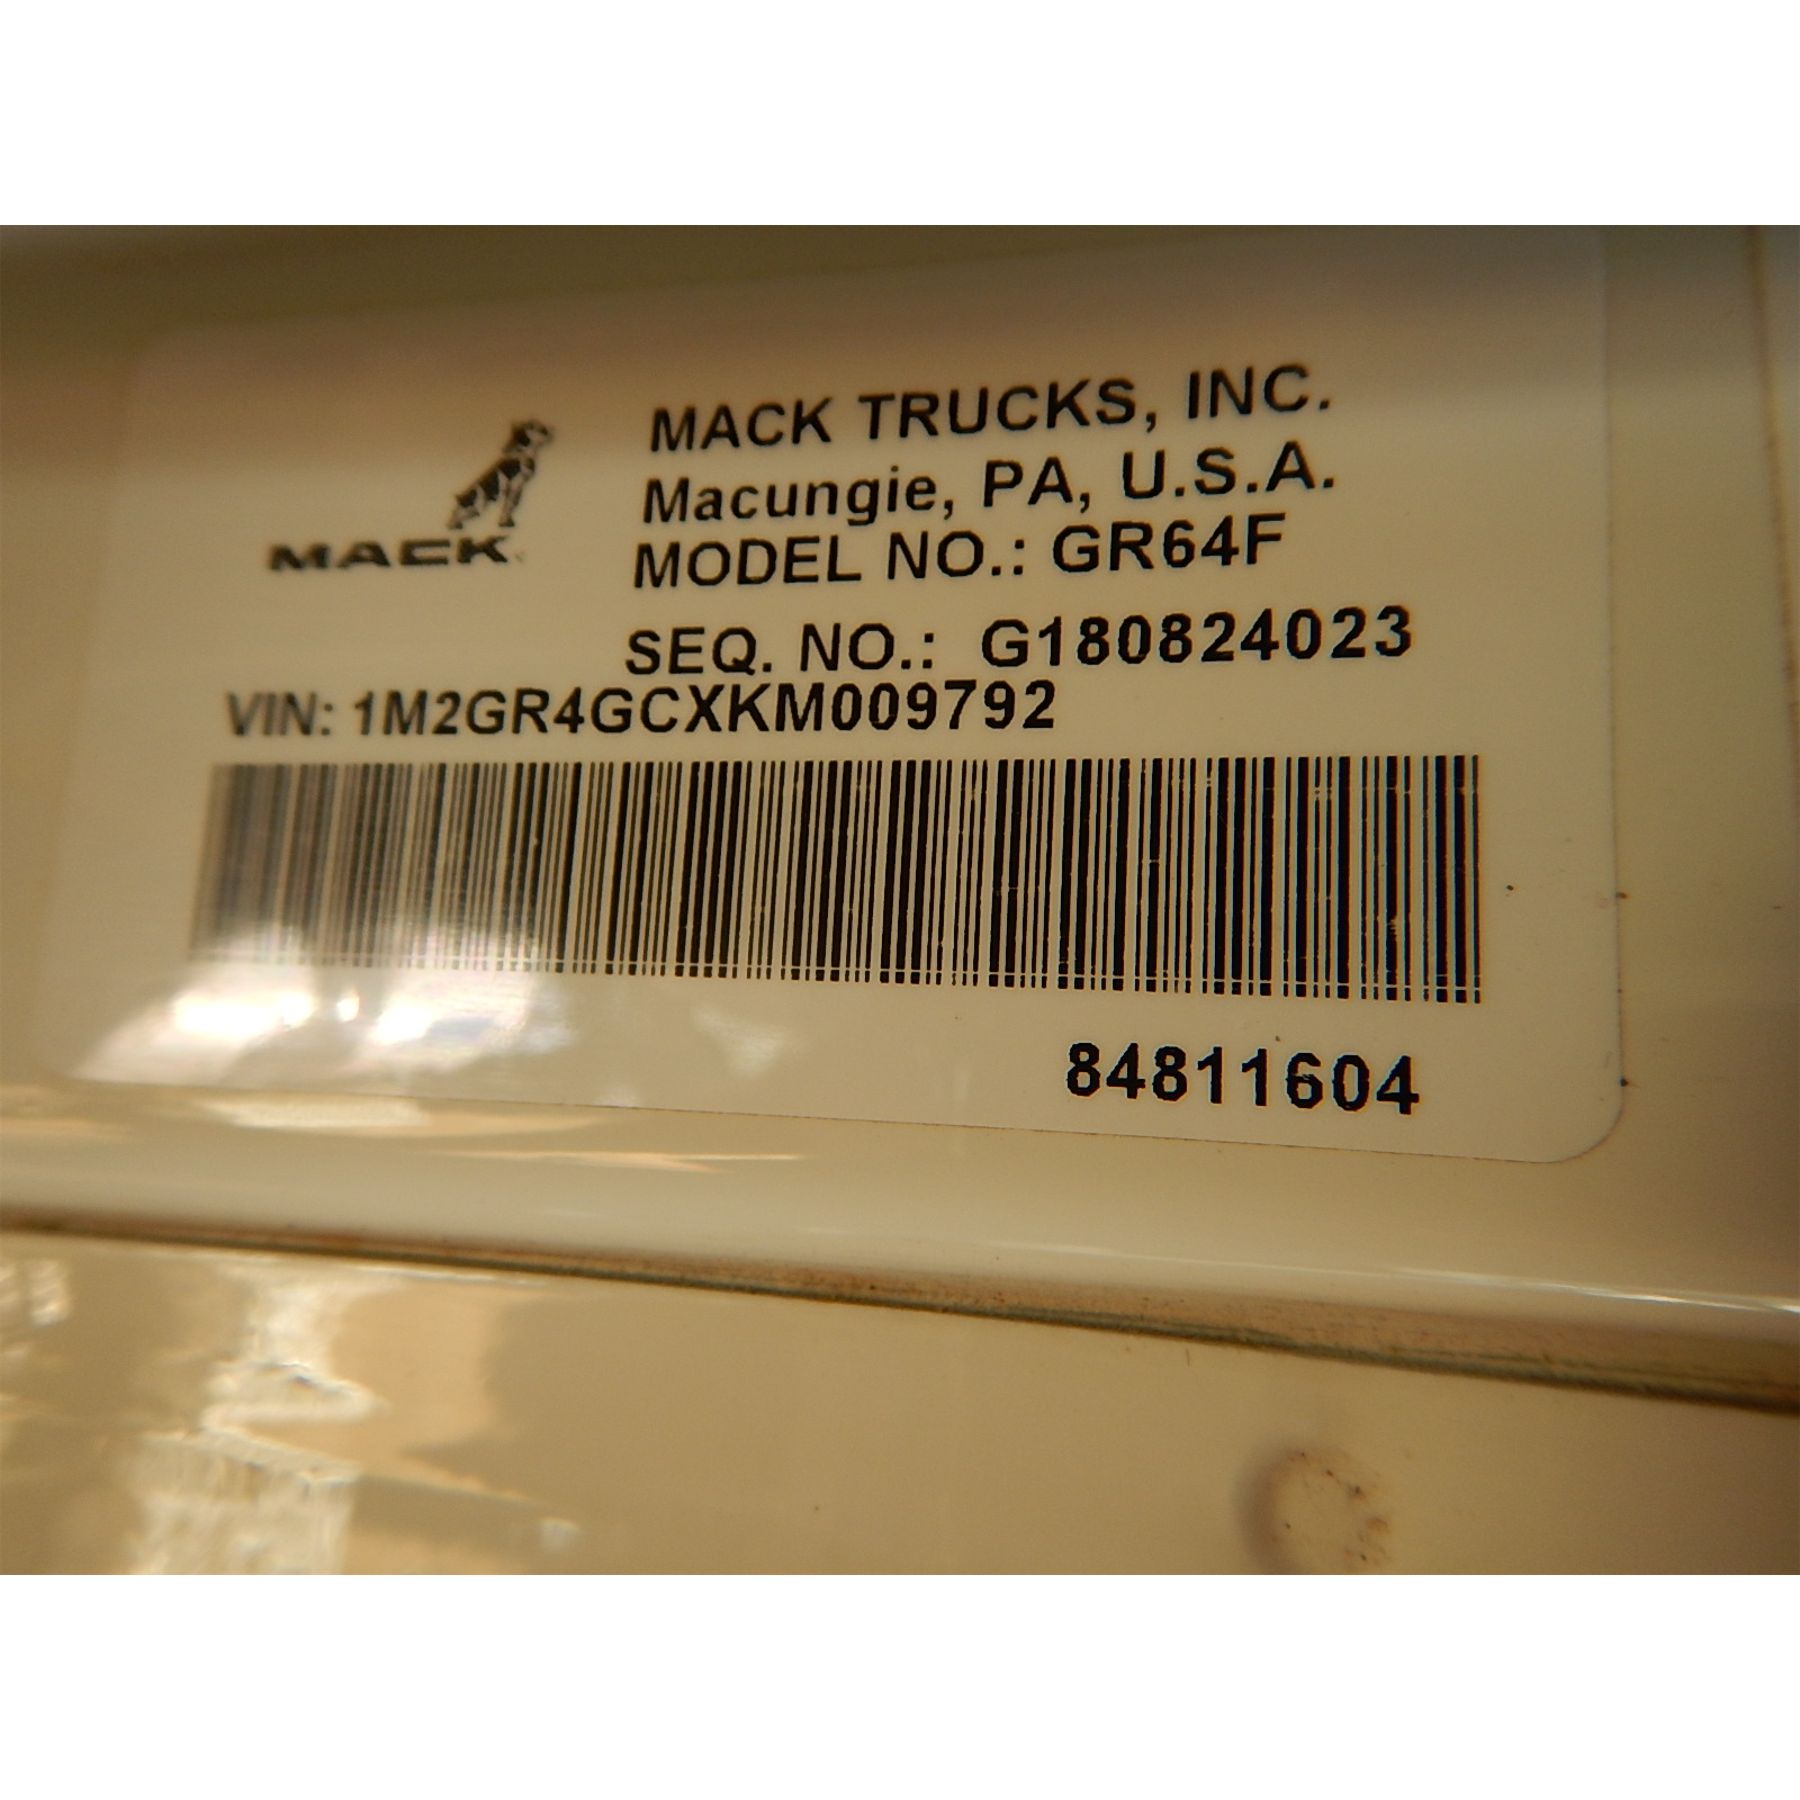 MACK TRUCKS, INC.
Macungie, PA, U.S.A.
MACK
MODEL NO.: GR64F
SEQ. NO.: G180824023
VIN: 1M2GR4GCXKM009792
84811604